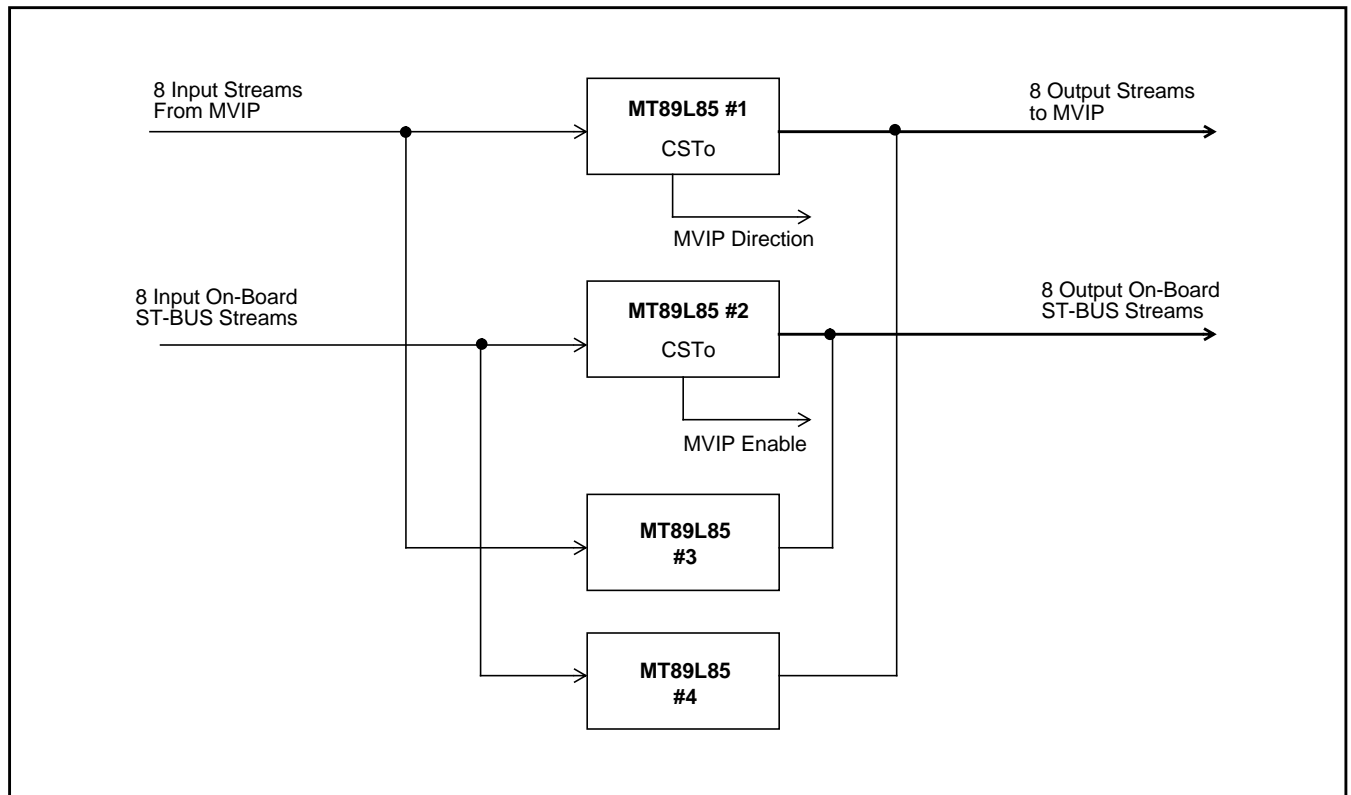 8 Input Streams
From MVIP
MT89L85 #1
CSTo
8 Output Streams
to MVIP
MVIP Direction
8 Input On-Board
ST-BUS Streams
MT89L85 #2
CSTo
8 Output On-Board
ST-BUS Streams
MVIP Enable
MT89L85
#3
MT89L85
#4